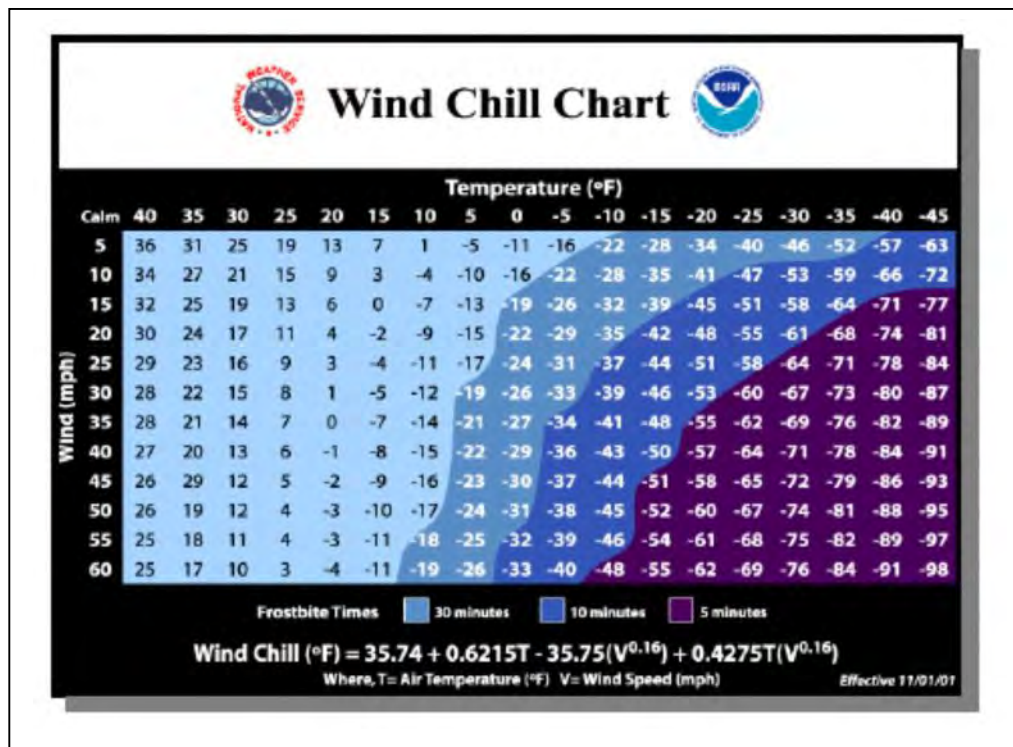 NATIONAL WEATHER SERVICE
Wind Chill Chart
NOAA
Temperature (°F)
Calm 40 35 30 25 20 15 10 5 0 -5 -10 -15 -20 -25 -30 -35 -40 -45
Wind (mph)
5 36 31 25 19 13 7 1 -5 -11 -16 -22 -28 -34 -40 -46 -52 -57 -63
10 34 27 21 15 9 3 -4 -10 -16 -22 -28 -35 -41 -47 -53 -59 -66 -72
15 32 25 19 13 6 0 -7 -13 -19 -26 -32 -39 -45 -51 -58 -64 -71 -77
20 30 24 17 11 4 -2 -9 -15 -22 -29 -35 -42 -48 -55 -61 -68 -74 -81
25 29 23 16 9 3 -4 -11 -17 -24 -31 -37 -44 -51 -58 -64 -71 -78 -84
30 28 22 15 8 1 -5 -12 -19 -26 -33 -39 -46 -53 -60 -67 -73 -80 -87
35 28 21 14 7 0 -7 -14 -21 -27 -34 -41 -48 -55 -62 -69 -76 -82 -89
40 27 20 13 6 -1 -8 -15 -22 -29 -36 -43 -50 -57 -64 -71 -78 -84 -91
45 26 29 12 5 -2 -9 -16 -23 -30 -37 -44 -51 -58 -65 -72 -79 -86 -93
50 26 19 12 4 -3 -10 -17 -24 -31 -38 -45 -52 -60 -67 -74 -81 -88 -95
55 25 18 11 4 -3 -11 -18 -25 -32 -39 -46 -54 -61 -68 -75 -82 -89 -97
60 25 17 10 3 -4 -11 -19 -26 -33 -40 -48 -55 -62 -69 -76 -84 -91 -98
Frostbite Times 30 minutes 10 minutes 5 minutes
Wind Chill (°F) = 35.74 + 0.6215T - 35.75(V^0.16) + 0.4275T(V^0.16)
Where, T= Air Temperature (°F) V= Wind Speed (mph)
Effective 11/01/01